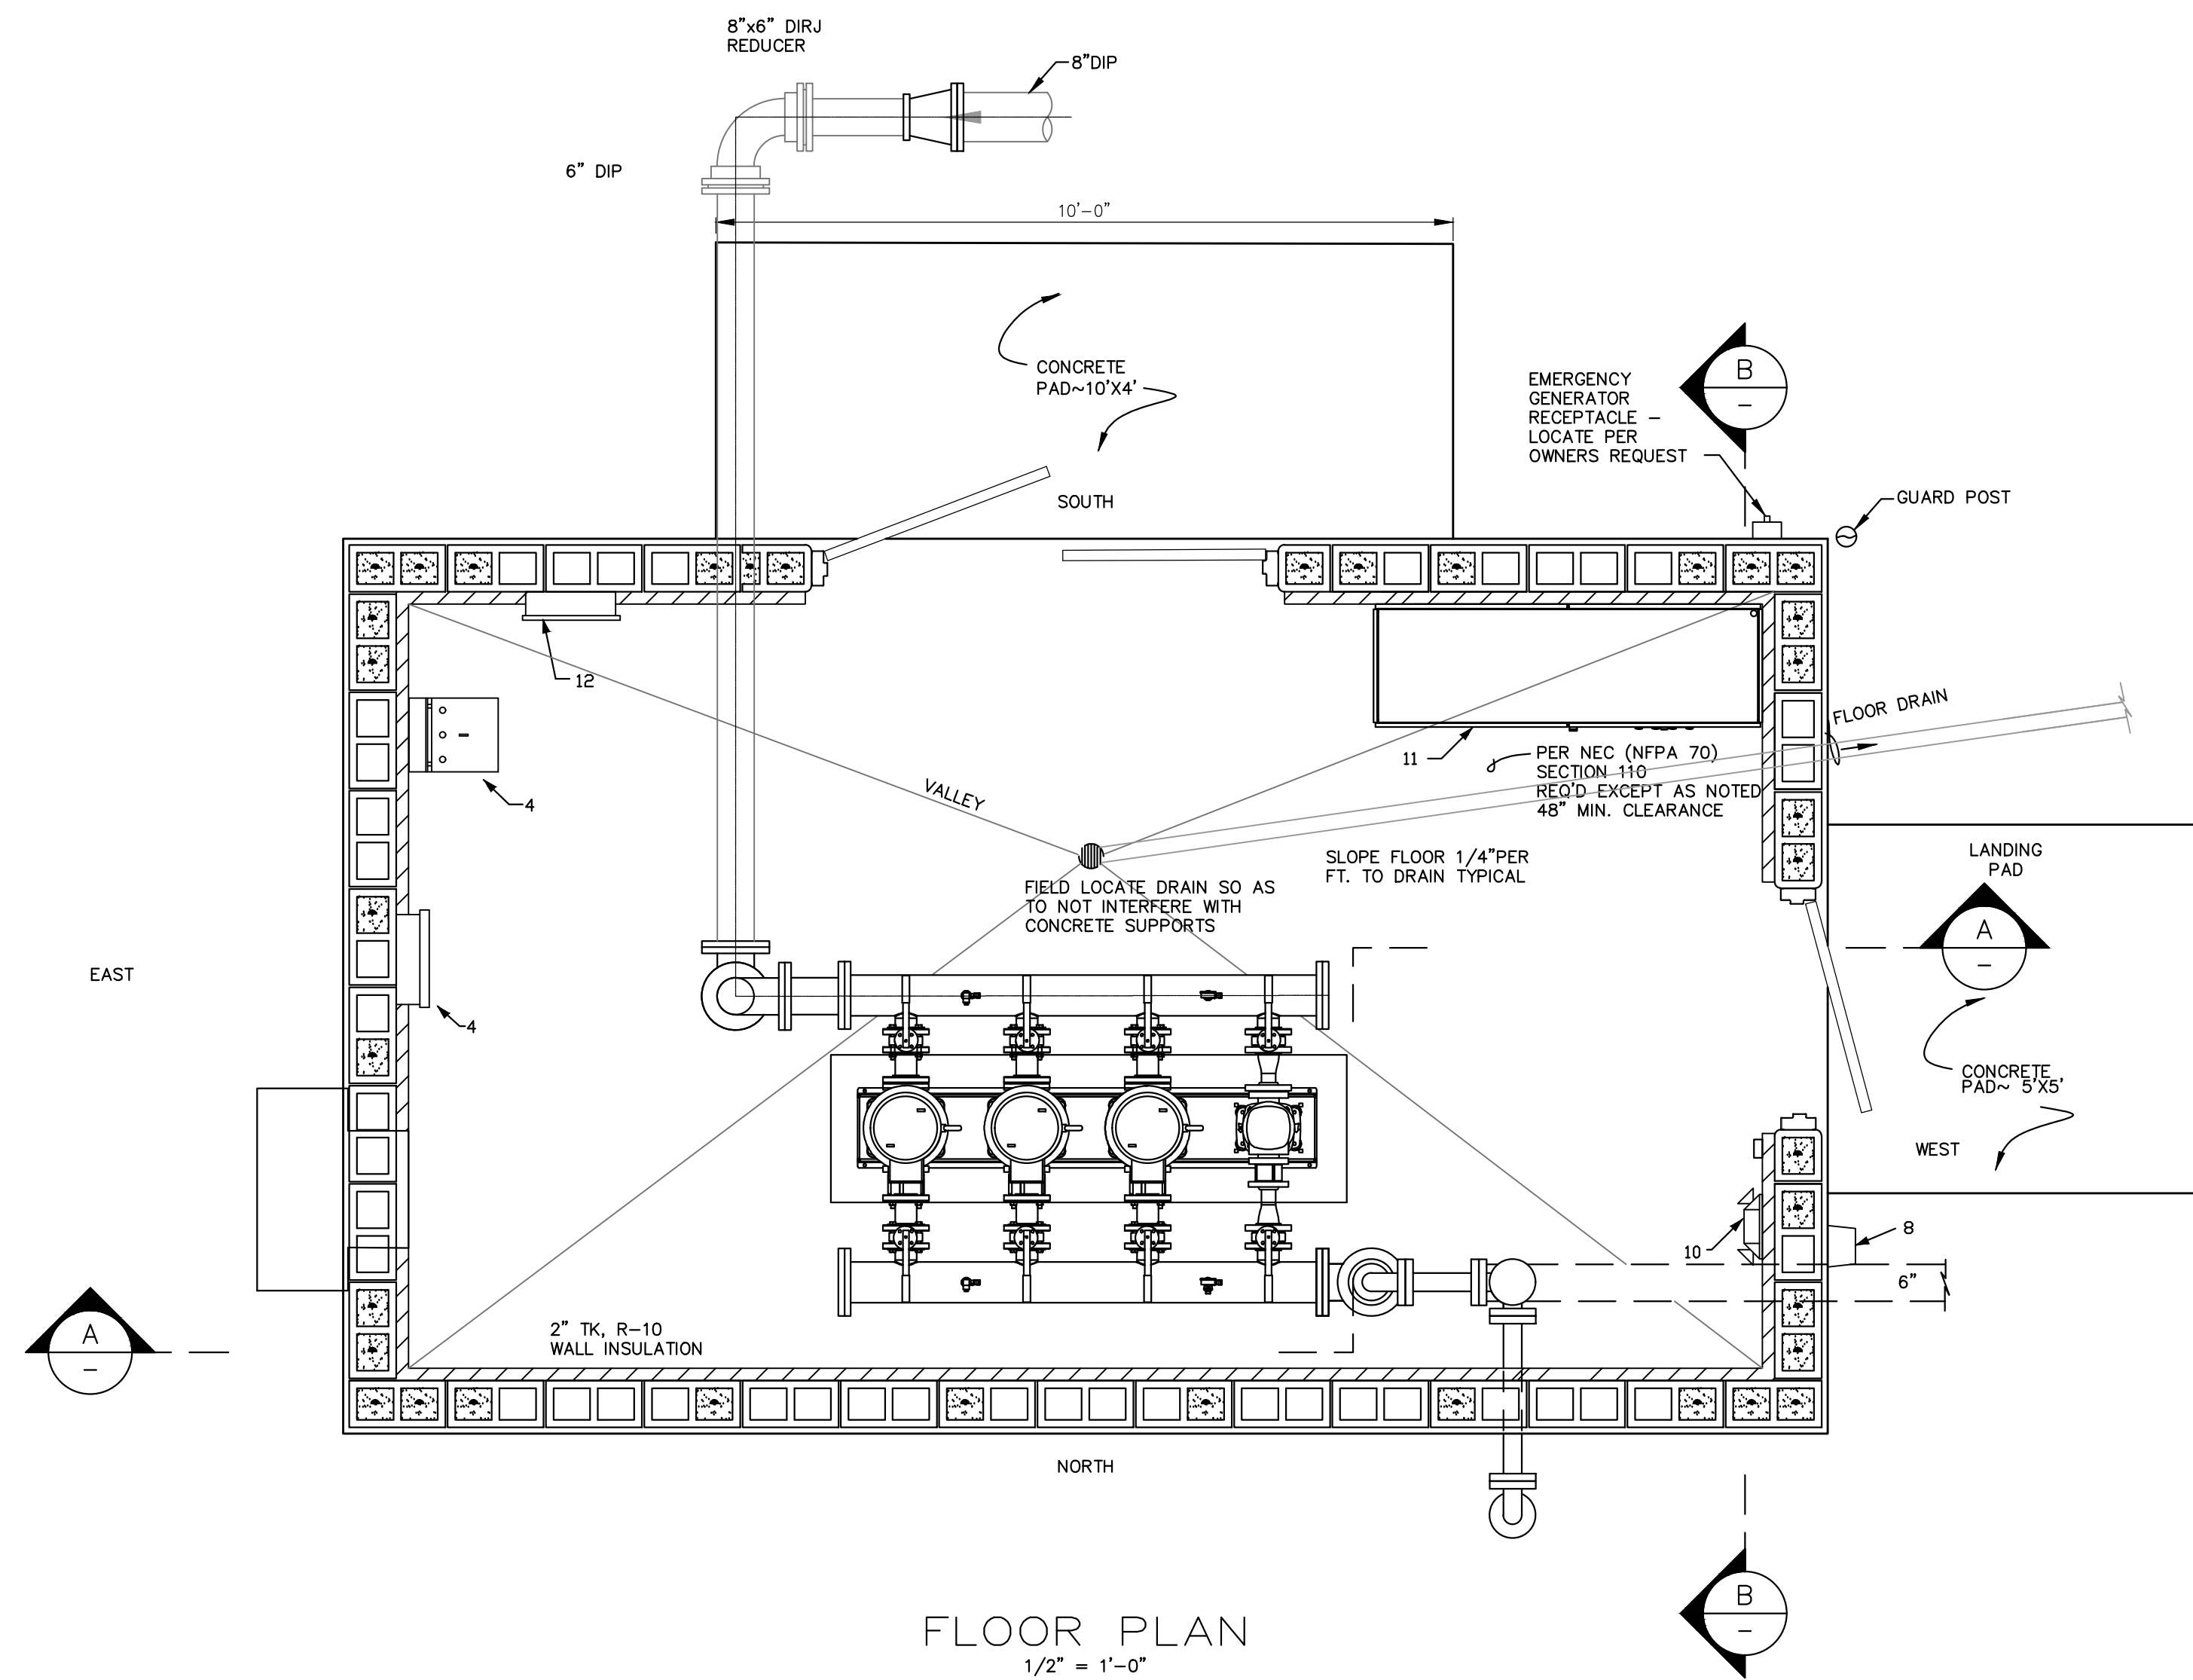 8"x6" DIRJ
REDUCER
8"DIP
6" DIP
10'-0"
CONCRETE
PAD~10'X4'
EMERGENCY
GENERATOR
RECEPTACLE -
LOCATE PER
OWNERS REQUEST
B
-
SOUTH
GUARD POST
12
4
VALLEY
11
PER NEC (NFPA 70)
SECTION 110
REQ'D EXCEPT AS NOTED
48" MIN. CLEARANCE
FLOOR DRAIN
SLOPE FLOOR 1/4"PER
FT. TO DRAIN TYPICAL
FIELD LOCATE DRAIN SO AS
TO NOT INTERFERE WITH
CONCRETE SUPPORTS
LANDING
PAD
A
-
EAST
4
CONCRETE
PAD~ 5'X5'
WEST
10
8
6"
A
-
2" TK, R-10
WALL INSULATION
NORTH
B
-
FLOOR PLAN
1/2" = 1'-0"